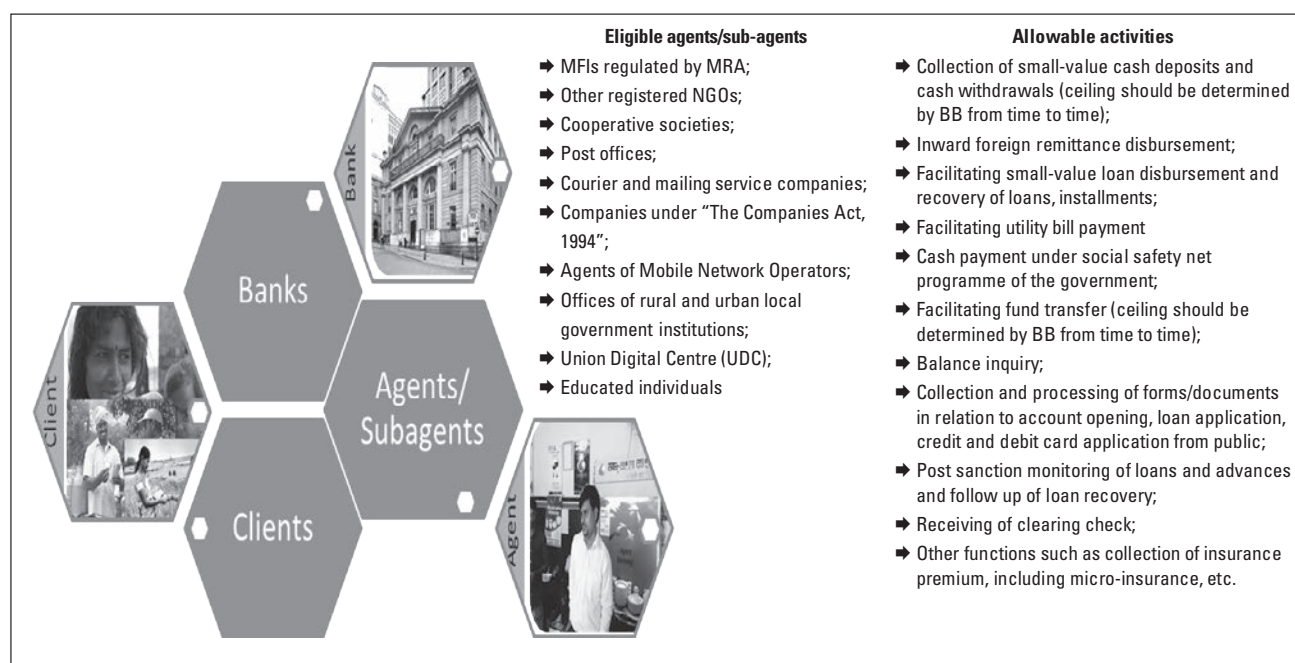 Eligible agents/sub-agents
➡ MFIs regulated by MRA;
➡ Other registered NGOs;
➡ Cooperative societies;
➡ Post offices;
➡ Courier and mailing service companies;
➡ Companies under “The Companies Act,
1994”;
➡ Agents of Mobile Network Operators;
➡ Offices of rural and urban local
government institutions;
➡ Union Digital Centre (UDC);
➡ Educated individuals
Allowable activities
➡ Collection of small-value cash deposits and
cash withdrawals (ceiling should be determined
by BB from time to time);
➡ Inward foreign remittance disbursement;
➡ Facilitating small-value loan disbursement and
recovery of loans, installments;
➡ Facilitating utility bill payment
➡ Cash payment under social safety net
programme of the government;
➡ Facilitating fund transfer (ceiling should be
determined by BB from time to time);
➡ Balance inquiry;
➡ Collection and processing of forms/documents
in relation to account opening, loan application,
credit and debit card application from public;
➡ Post sanction monitoring of loans and advances
and follow up of loan recovery;
➡ Receiving of clearing check;
➡ Other functions such as collection of insurance
premium, including micro-insurance, etc.
Bank
Banks
Client
Agents/
Subagents
Clients
Agent